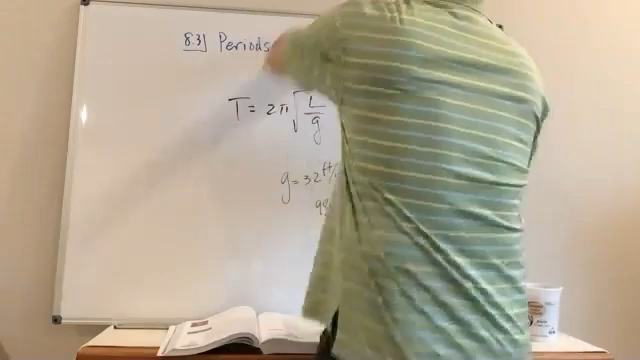 8.3] Periods
T = 2π √(L/g)
g = 32 ft/